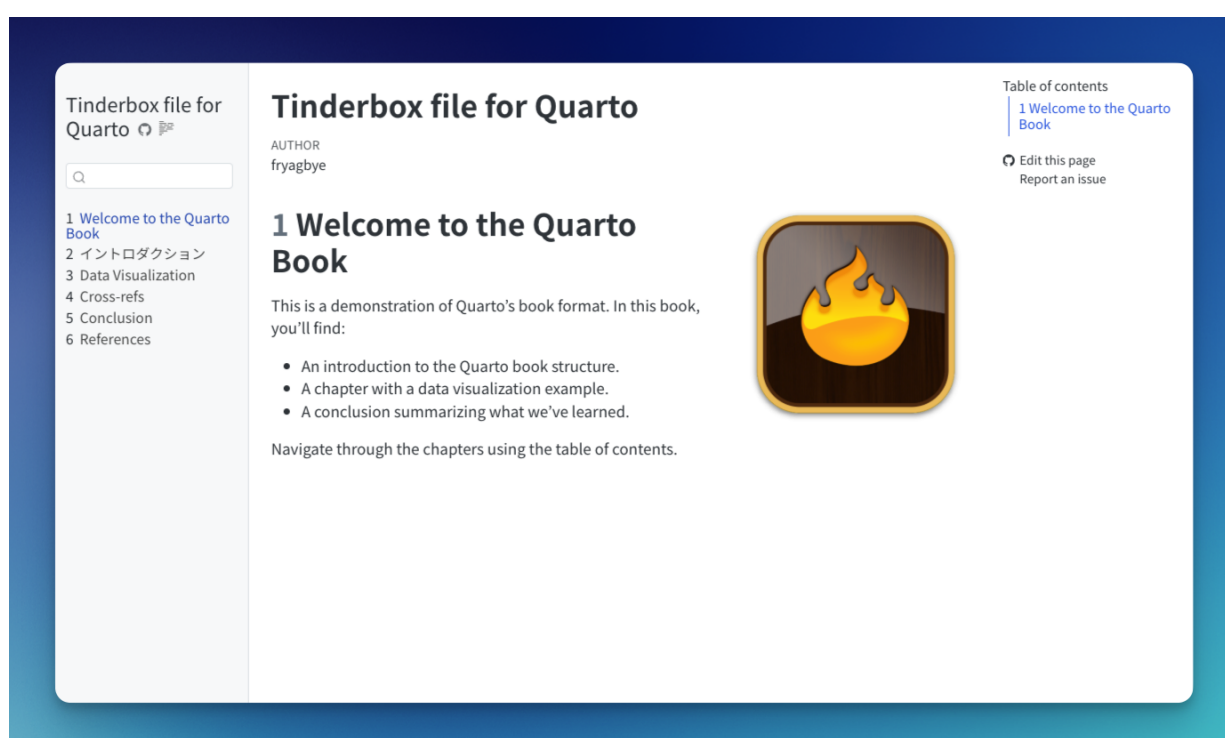 Tinderbox file for
Quarto
1 Welcome to the Quarto
Book
2 イントロダクション
3 Data Visualization
4 Cross-refs
5 Conclusion
6 References
Tinderbox file for Quarto
AUTHOR
fryagbye
1 Welcome to the Quarto
Book
This is a demonstration of Quarto’s book format. In this book,
you’ll find:
• An introduction to the Quarto book structure.
• A chapter with a data visualization example.
• A conclusion summarizing what we’ve learned.
Navigate through the chapters using the table of contents.
Table of contents
1 Welcome to the Quarto
Book
Edit this page
Report an issue